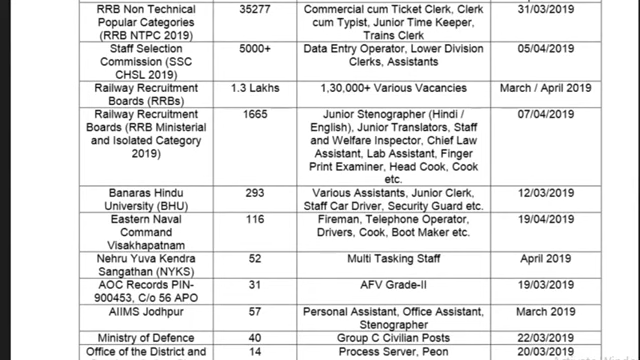 RRB Non Technical Popular Categories (RRB NTPC 2019) 35277 Commercial cum Ticket Clerk, Clerk cum Typist, Junior Time Keeper, Trains Clerk 31/03/2019
Staff Selection Commission (SSC CHSL 2019) 5000+ Data Entry Operator, Lower Division Clerks, Assistants 05/04/2019
Railway Recruitment Boards (RRBs) 1.3 Lakhs 1,30,000+ Various Vacancies March / April 2019
Railway Recruitment Boards (RRB Ministerial and Isolated Category 2019) 1665 Junior Stenographer (Hindi / English), Junior Translators, Staff and Welfare Inspector, Chief Law Assistant, Lab Assistant, Finger Print Examiner, Head Cook, Cook etc. 07/04/2019
Banaras Hindu University (BHU) 293 Various Assistants, Junior Clerk, Staff Car Driver, Security Guard etc. 12/03/2019
Eastern Naval Command Visakhapatnam 116 Fireman, Telephone Operator, Drivers, Cook, Boot Maker etc. 19/04/2019
Nehru Yuva Kendra Sangathan (NYKS) 52 Multi Tasking Staff April 2019
AOC Records PIN-900453, C/o 56 APO 31 AFV Grade-II 19/03/2019
AIIMS Jodhpur 57 Personal Assistant, Office Assistant, Stenographer March 2019
Ministry of Defence 40 Group C Civilian Posts 22/03/2019
Office of the District and 14 Process Server, Peon 20/03/2019